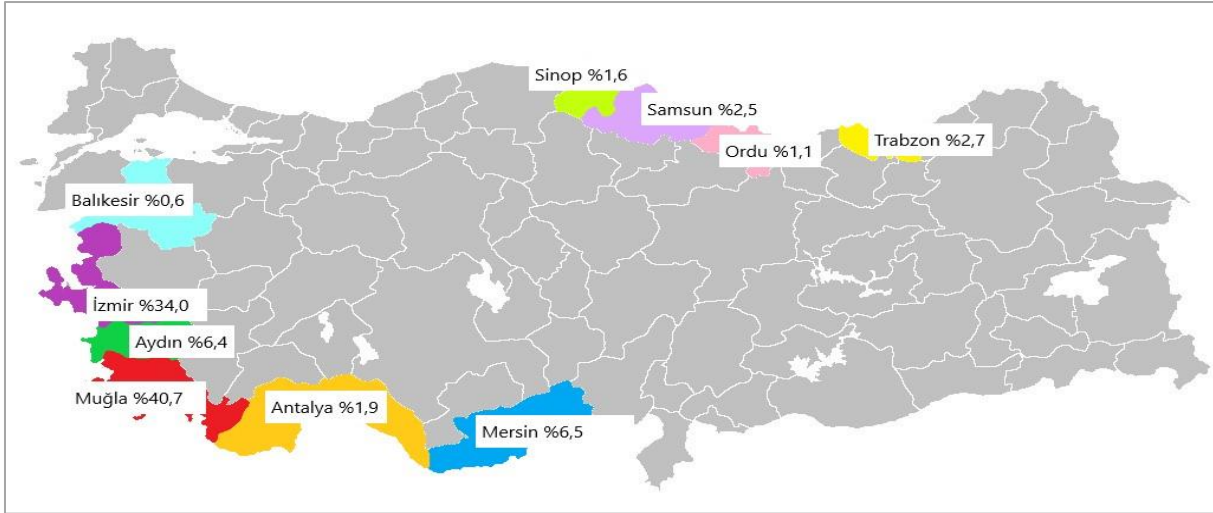 Sinop %1,6
Samsun %2,5
Trabzon %2,7
Ordu %1,1
Balıkesir %0,6
İzmir %34,0
Aydın %6,4
Muğla %40,7
Antalya %1,9
Mersin %6,5